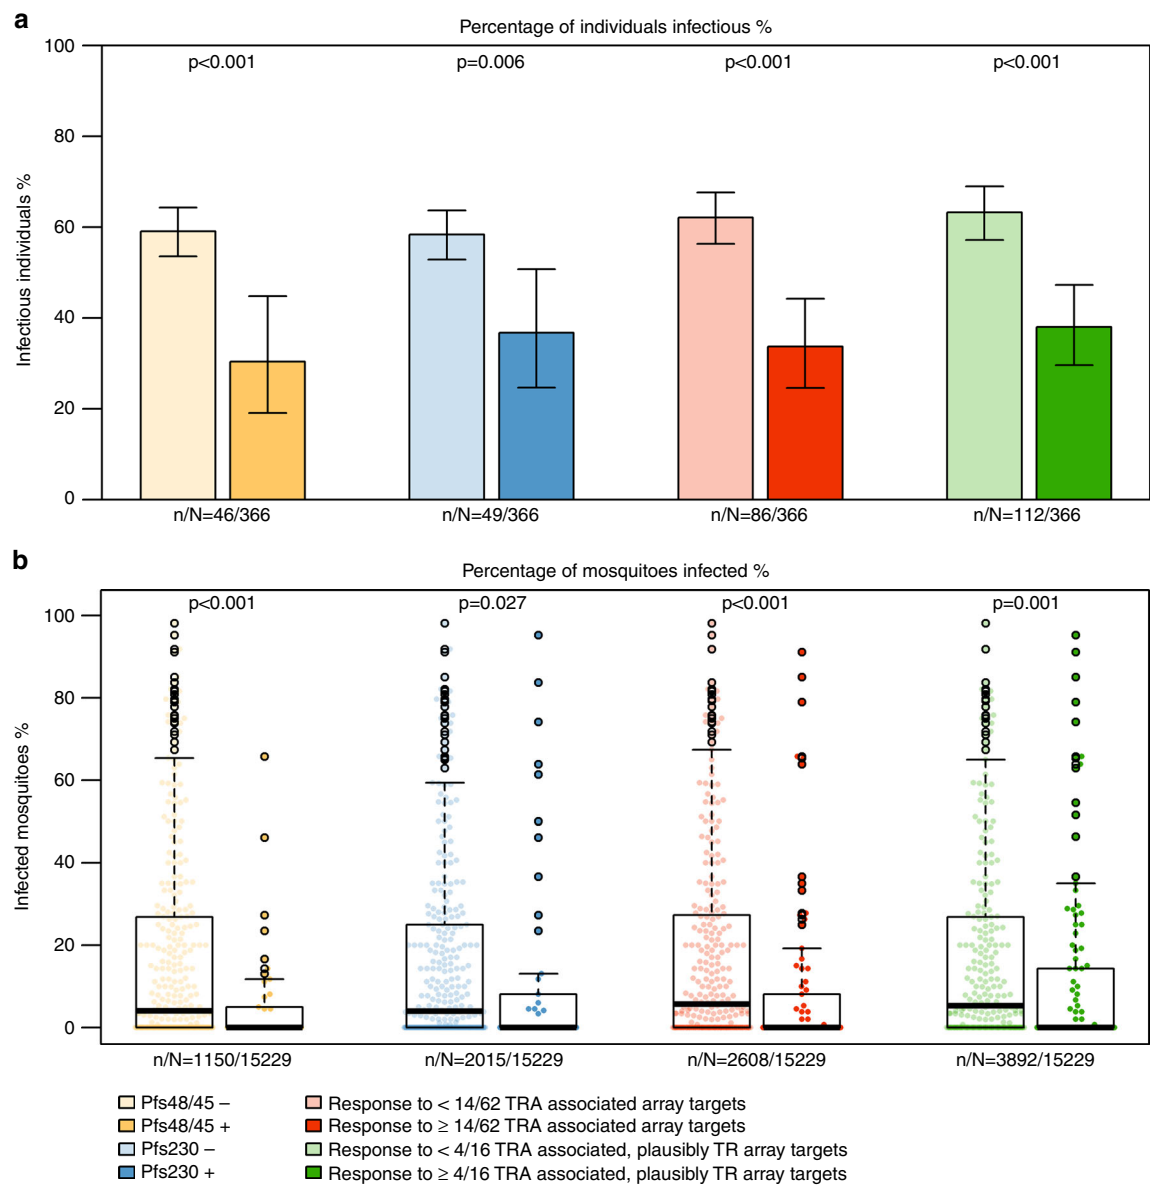 a
Percentage of individuals infectious %
p<0.001 p=0.006 p<0.001 p<0.001
Infectious individuals %
100
80
60
40
20
0
n/N=46/366 n/N=49/366 n/N=86/366 n/N=112/366
b
Percentage of mosquitoes infected %
p<0.001 p=0.027 p<0.001 p=0.001
Infected mosquitoes %
100
80
60
40
20
0
n/N=1150/15229 n/N=2015/15229 n/N=2608/15229 n/N=3892/15229
Pfs48/45 –
Pfs48/45 +
Pfs230 –
Pfs230 +
Response to < 14/62 TRA associated array targets
Response to ≥ 14/62 TRA associated array targets
Response to < 4/16 TRA associated, plausibly TR array targets
Response to ≥ 4/16 TRA associated, plausibly TR array targets